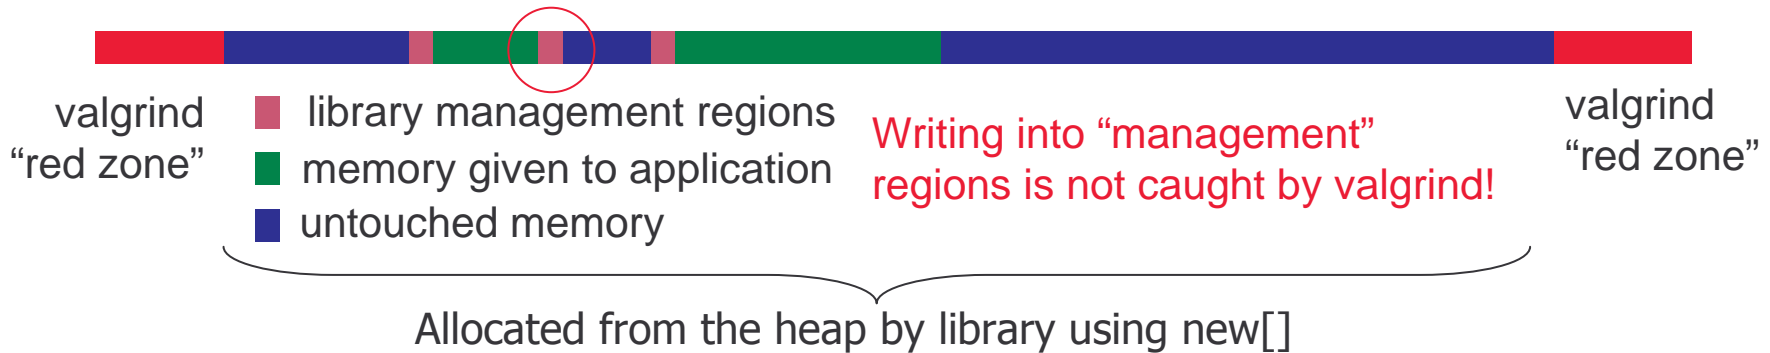 valgrind
“red zone”
library management regions
memory given to application
untouched memory
Writing into “management”
regions is not caught by valgrind!
valgrind
“red zone”
Allocated from the heap by library using new[]